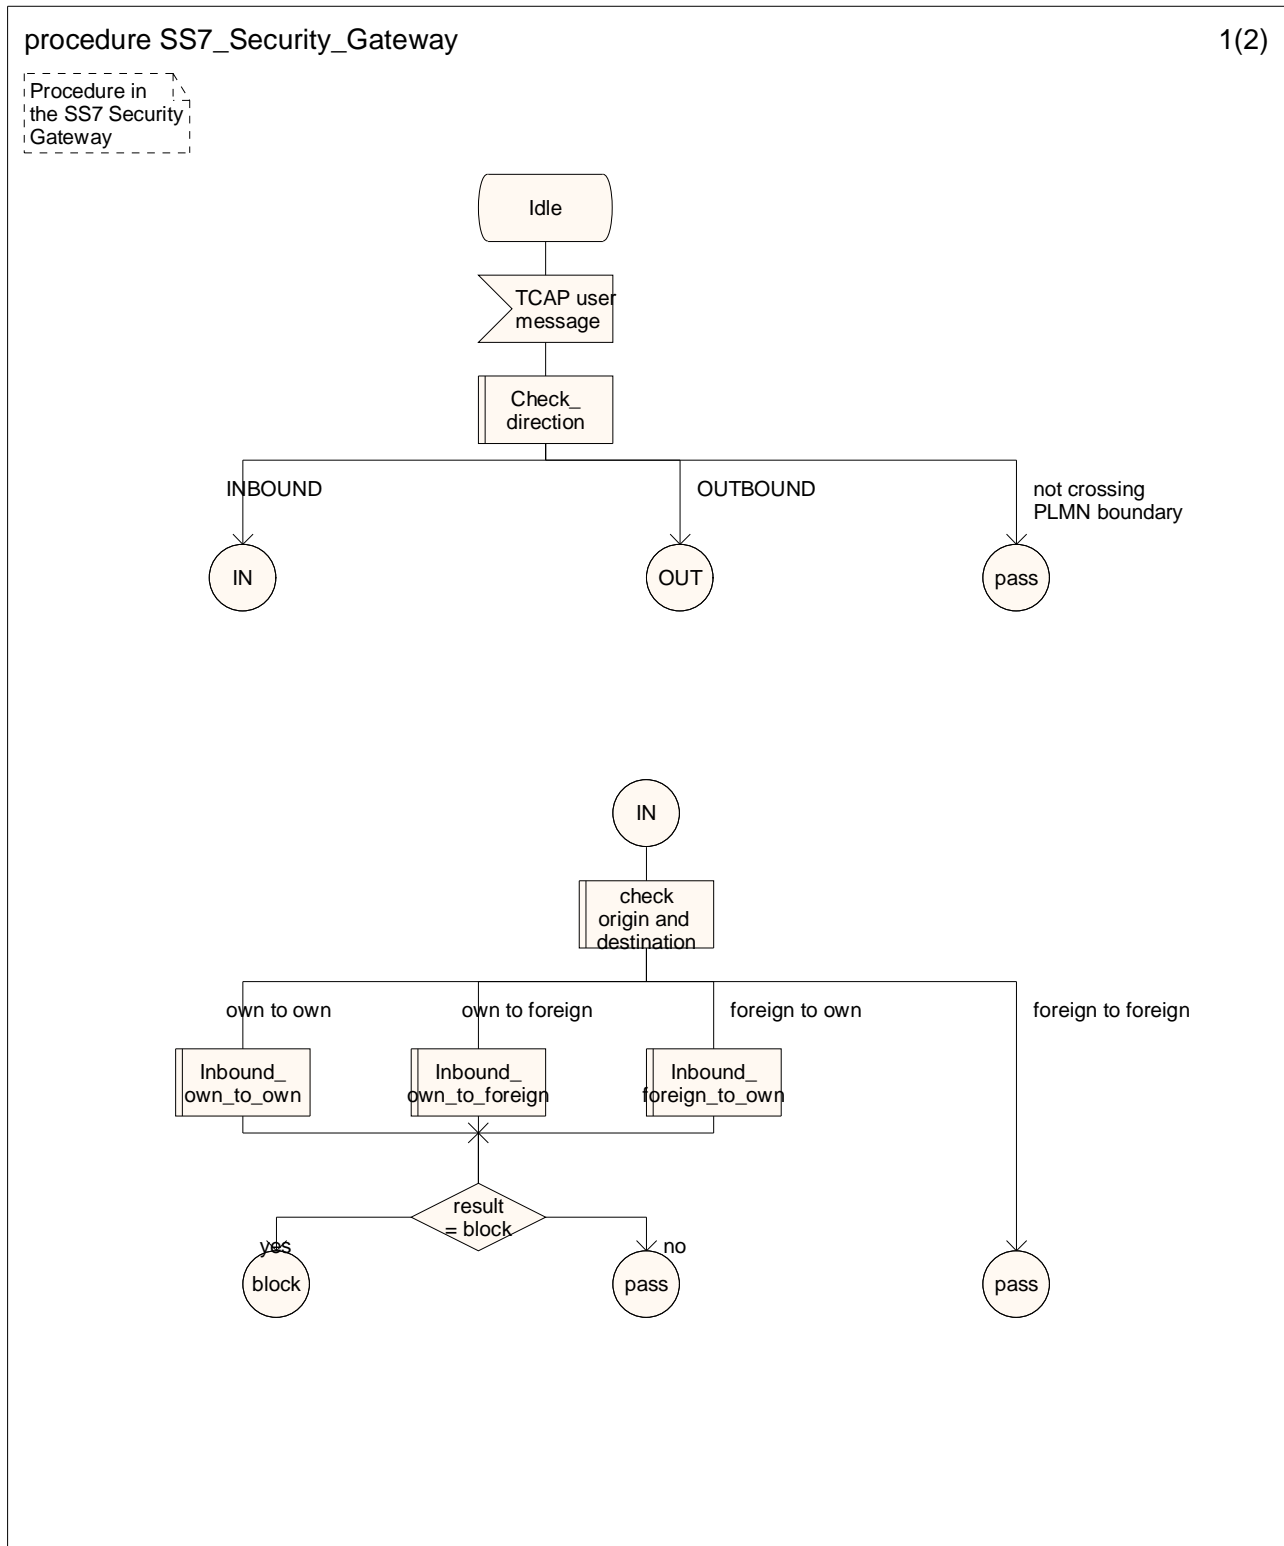 procedure SS7_Security_Gateway
1(2)
Procedure in
the SS7 Security
Gateway
Idle
TCAP user
message
Check_
direction
INBOUND
OUTBOUND
not crossing
PLMN boundary
IN
OUT
pass
IN
check
origin and
destination
own to own
own to foreign
foreign to own
foreign to foreign
Inbound_
own_to_own
Inbound_
own_to_foreign
Inbound_
foreign_to_own
result
= block
yes
no
block
pass
pass